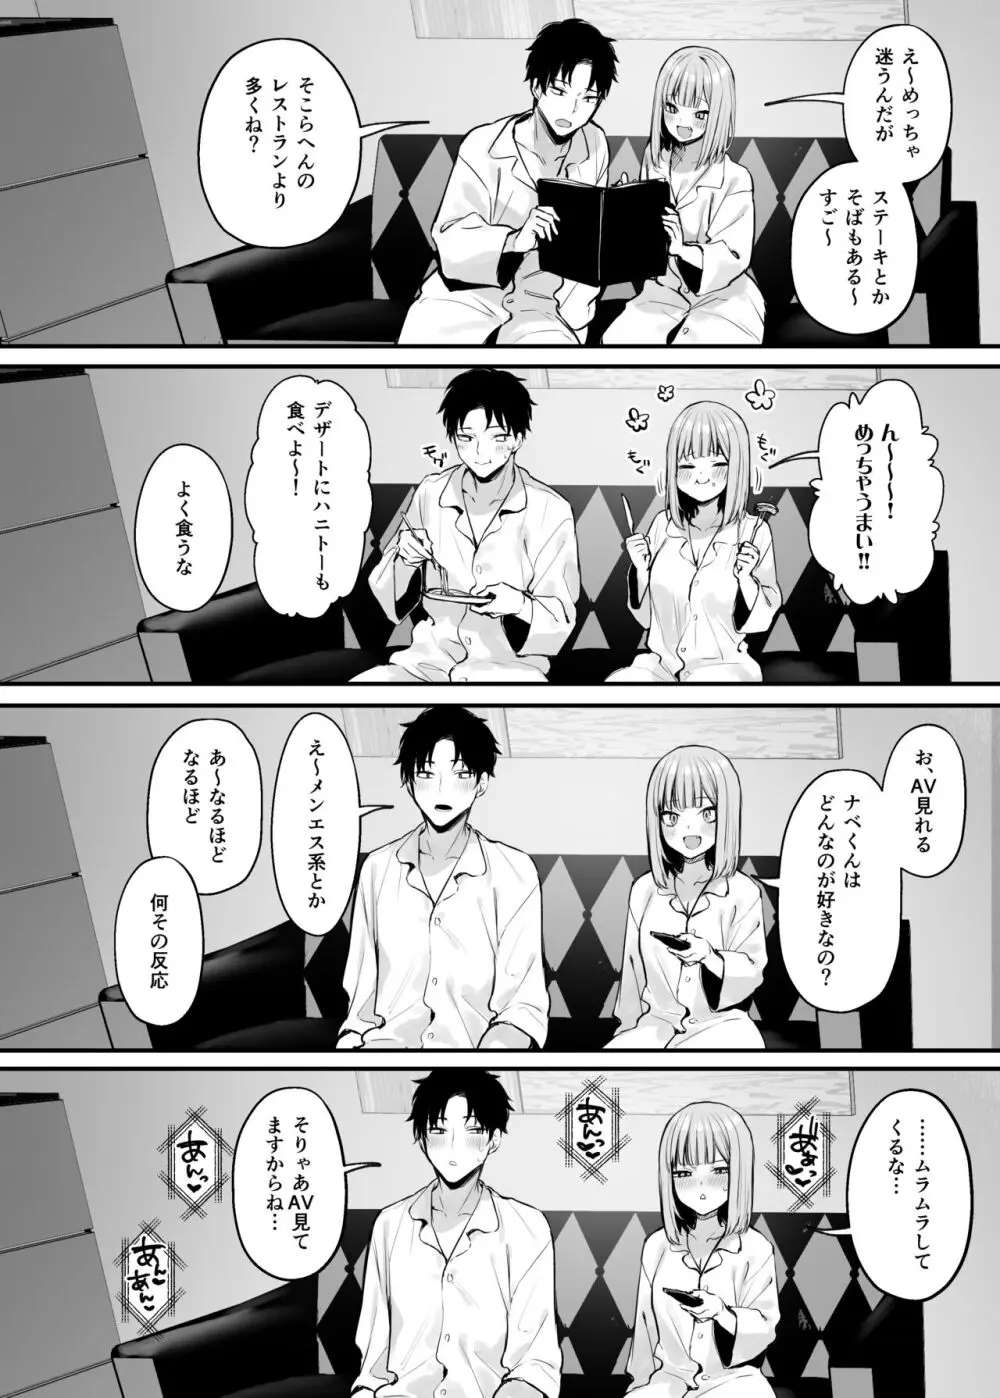 え〜めっちゃ
迷うんだが
ステーキとか
そばもある〜
すご〜
そこらへんの
レストランより
多くね?
ん〜〜〜!
めっちゃうまい!!
もぐ
もぐ
モグ
デザートにハニトーも
食べよ〜!
よく食うな
お、AV見れる
ナベくんは
どんなのが好きなの?
え〜メンエス系とか
あ〜なるほど
なるほど
何その反応
……ムラムラして
くるな…
あぁっ♡
あんっ♡
そりゃあAV見て
ますからね…
あんっ♡
あん♡
あん♡